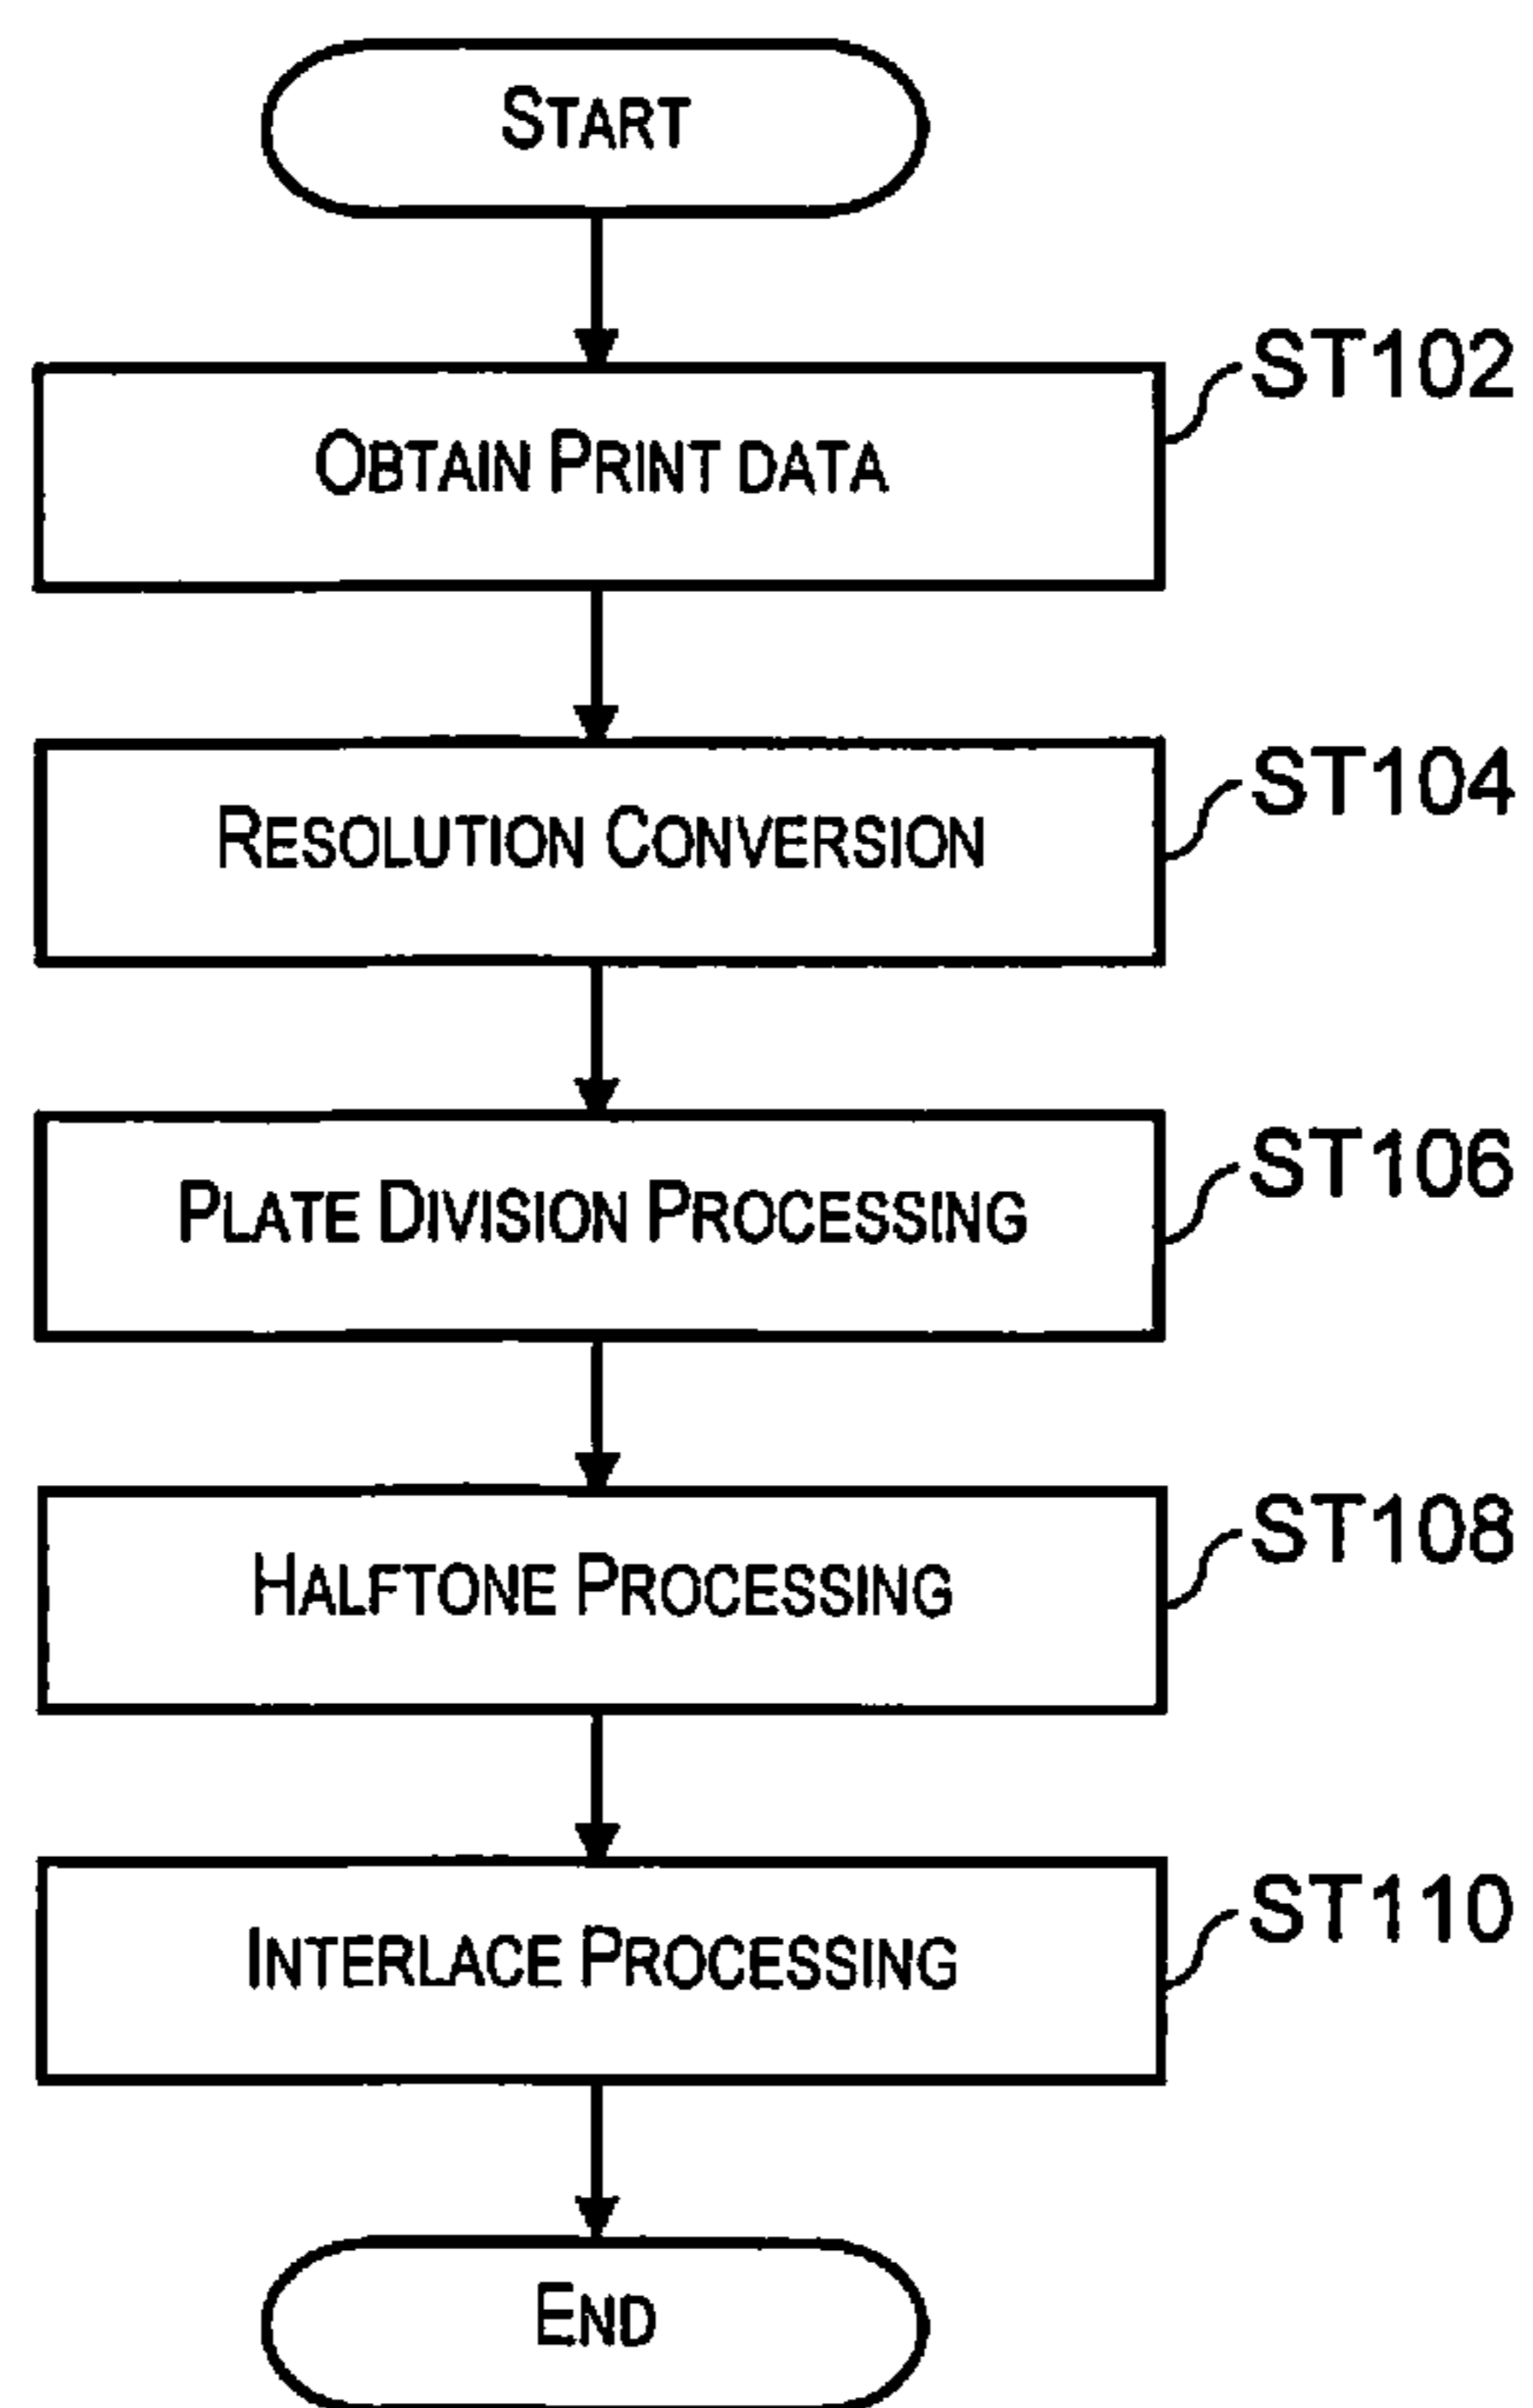 START
ST102
OBTAIN PRINT DATA
ST104
RESOLUTION CONVERSION
ST106
PLATE DIVISION PROCESSING
ST108
HALFTONE PROCESSING
ST110
INTERLACE PROCESSING
END